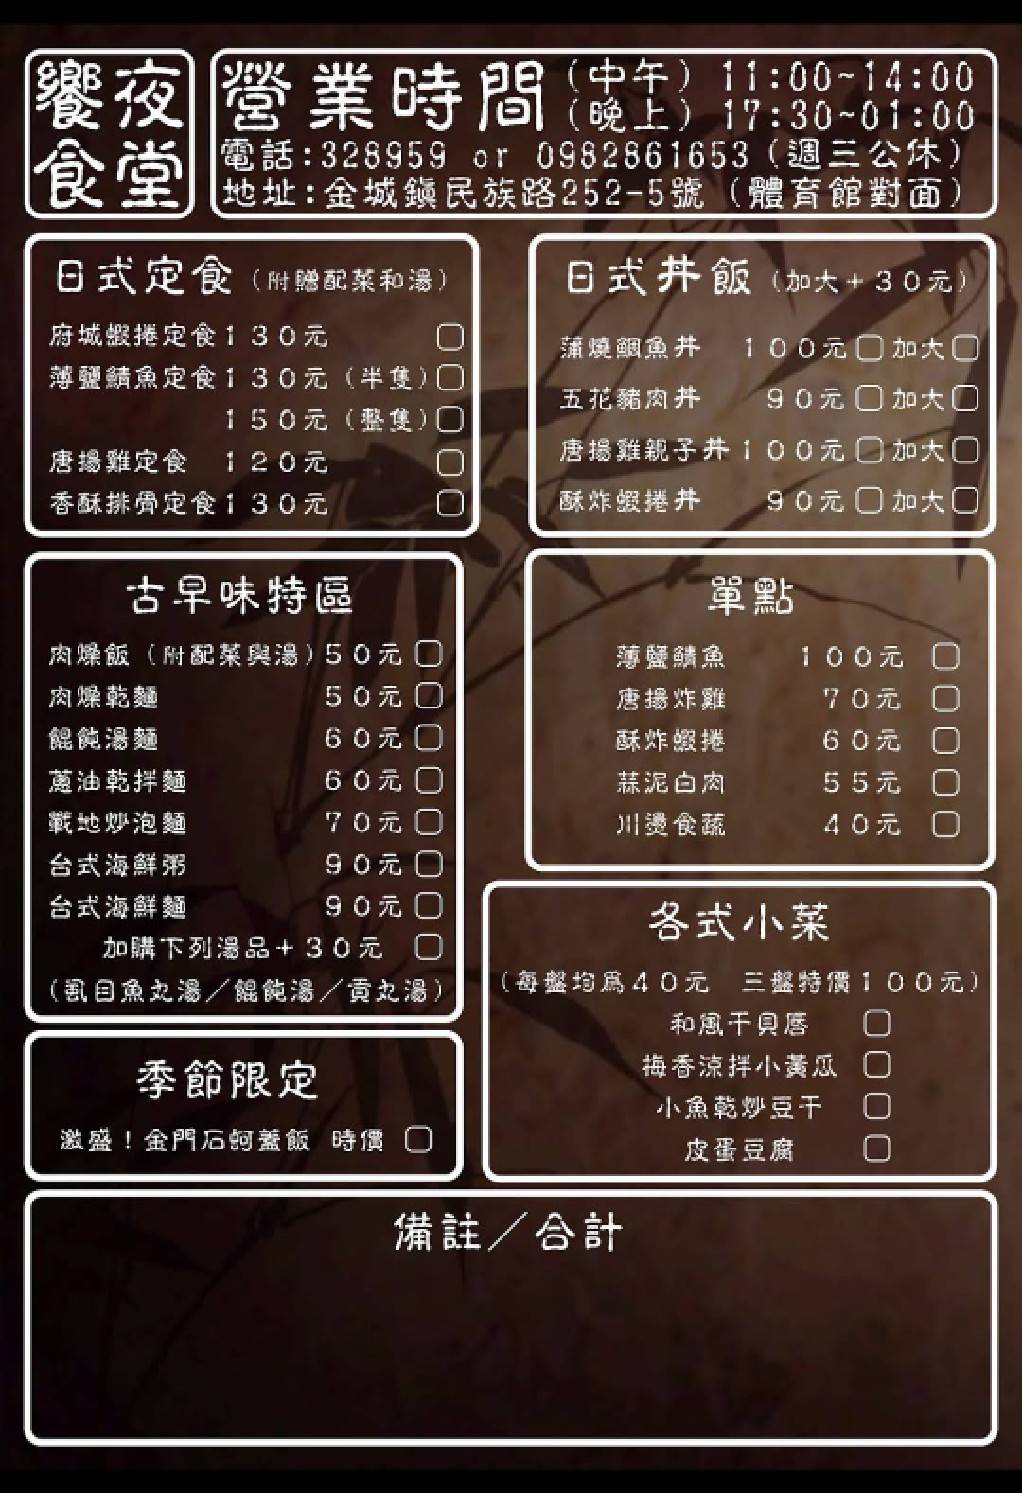 饗夜食堂
營業時間 (中午) 11:00~14:00
(晚上) 17:30~01:00
電話:328959 or 0982861653(週三公休)
地址:金城鎮民族路252-5號 (體育館對面)
日式定食(附贈配菜和湯)
府城蝦捲定食130元
薄鹽鯖魚定食130元(半隻)
150元(整隻)
唐揚雞定食 120元
香酥排骨定食130元
日式丼飯(加大+30元)
蒲燒鯛魚丼 100元 加大
五花豬肉丼 90元 加大
唐揚雞親子丼100元 加大
酥炸蝦捲丼 90元 加大
古早味特區
肉燥飯(附配菜與湯)50元
肉燥乾麵 50元
餛飩湯麵 60元
蔥油乾拌麵 60元
戰地炒泡麵 70元
台式海鮮粥 90元
台式海鮮麵 90元
加購下列湯品+30元
(虱目魚丸湯/餛飩湯/貢丸湯)
單點
薄鹽鯖魚 100元
唐揚炸雞 70元
酥炸蝦捲 60元
蒜泥白肉 55元
川燙食蔬 40元
各式小菜
(每盤均為40元 三盤特價100元)
和風干貝唇
梅香涼拌小黃瓜
小魚乾炒豆干
皮蛋豆腐
季節限定
激盛!金門石蚵蓋飯 時價
備註/合計